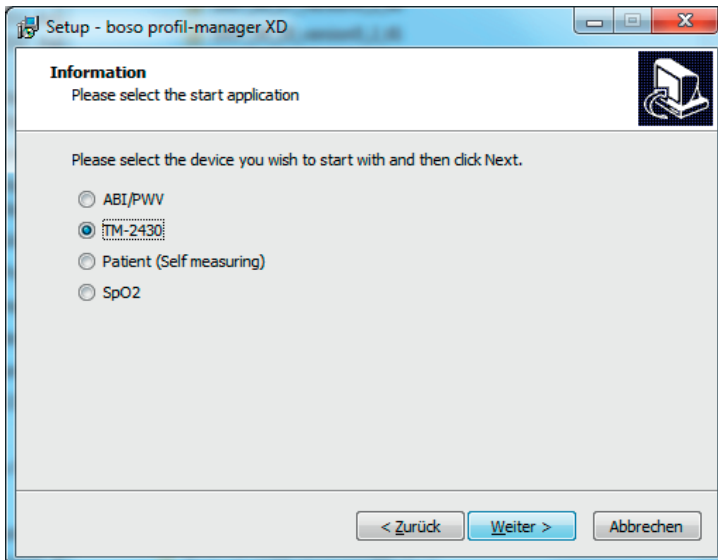 Setup - boso profil-manager XD
Information
Please select the start application
Please select the device you wish to start with and then click Next.
ABI/PWV
TM-2430
Patient (Self measuring)
SpO2
< Zurück
Weiter >
Abbrechen